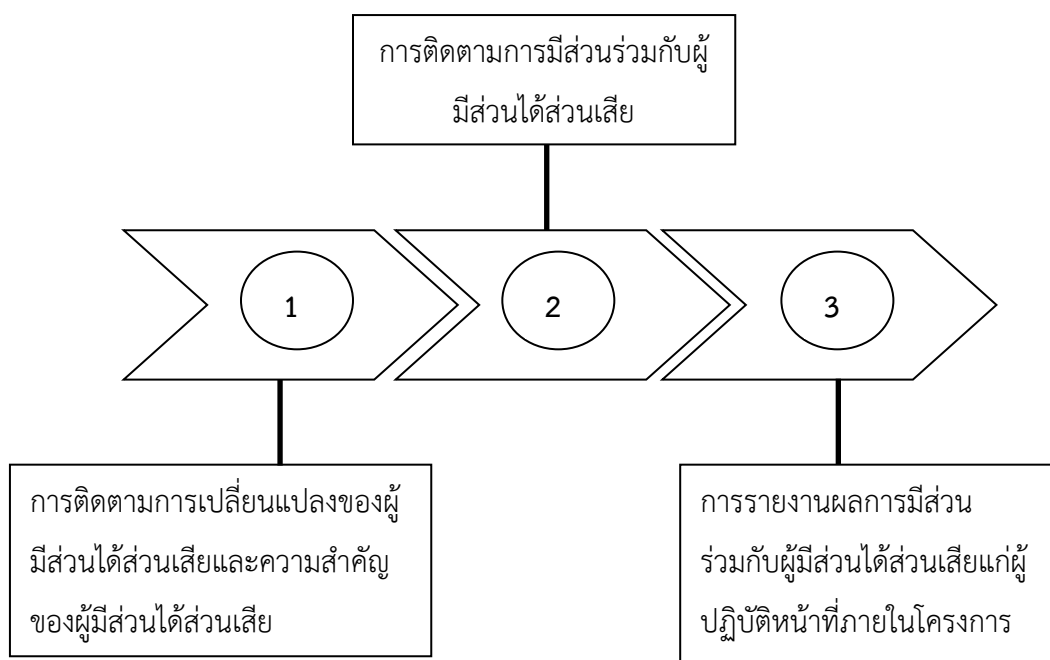 การติดตามการมีส่วนร่วมกับผู้
มีส่วนได้ส่วนเสีย
1
2
3
การติดตามการเปลี่ยนแปลงของผู้
มีส่วนได้ส่วนเสียและความสำคัญ
ของผู้มีส่วนได้ส่วนเสีย
การรายงานผลการมีส่วน
ร่วมกับผู้มีส่วนได้ส่วนเสียแก่ผู้
ปฏิบัติหน้าที่ภายในโครงการ